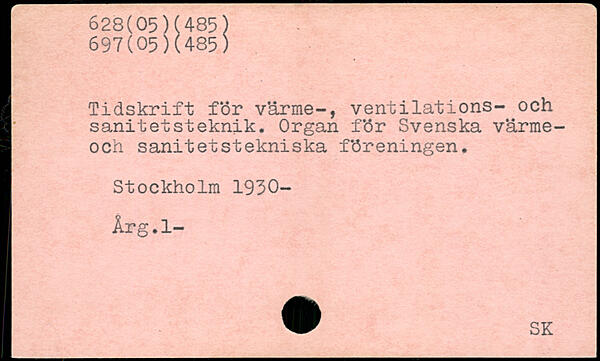 628(05)(485)
697(05)(485)
Tidskrift för värme-, ventilations- och
sanitetsteknik. Organ för Svenska värme-
och sanitetstekniska föreningen.
Stockholm 1930-
Årg.1-
SK